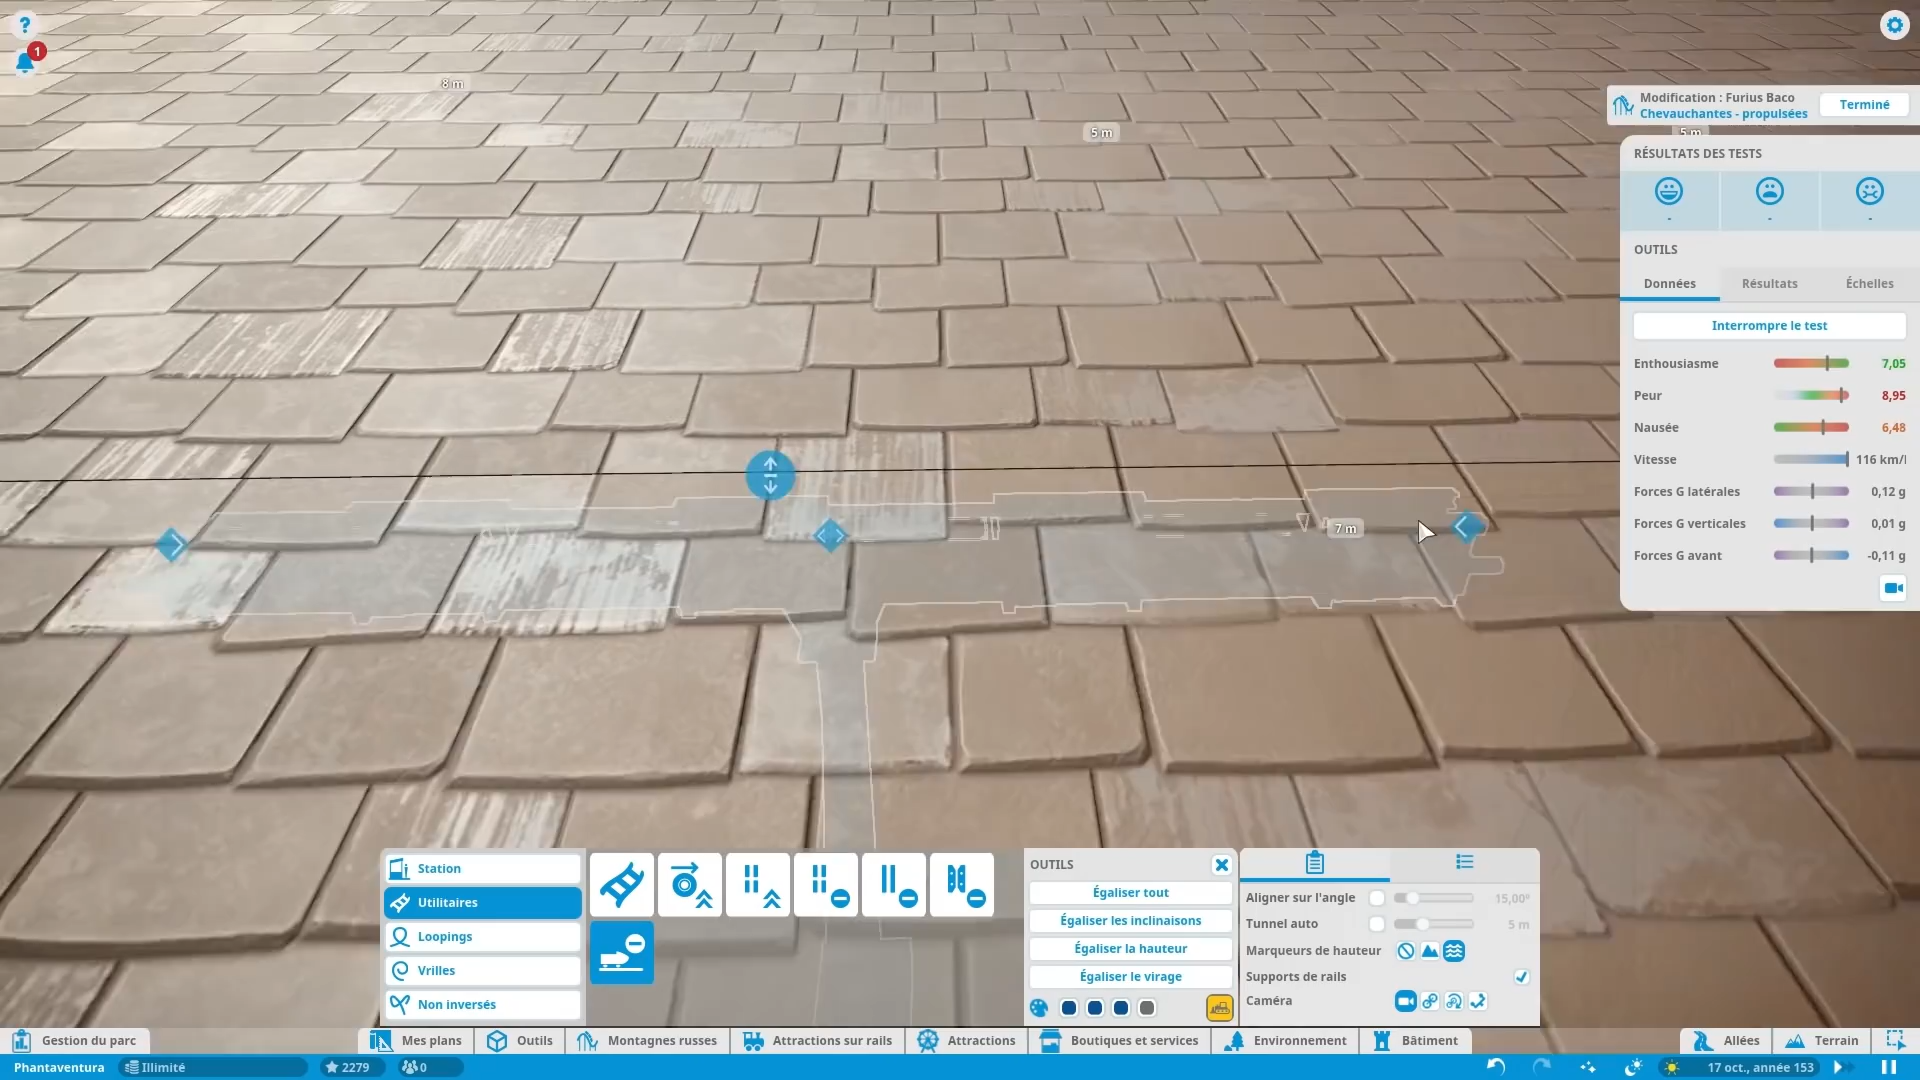 ?
1
8 m
5 m
5 m
7 m
Modification : Furius Baco
Chevauchantes - propulsées
Terminé
RÉSULTATS DES TESTS
- - -
OUTILS
Données Résultats Échelles
Interrompre le test
Enthousiasme 7,05
Peur 8,95
Nausée 6,48
Vitesse 116 km/
Forces G latérales 0,12 g
Forces G verticales 0,01 g
Forces G avant -0,11 g
Station
Utilitaires
Loopings
Vrilles
Non inversés
OUTILS
Égaliser tout
Égaliser les inclinaisons
Égaliser la hauteur
Égaliser le virage
Aligner sur l'angle 15,00°
Tunnel auto 5 m
Marqueurs de hauteur
Supports de rails
Caméra
Gestion du parc Mes plans Outils Montagnes russes Attractions sur rails Attractions Boutiques et services Environnement Bâtiment Allées Terrain
Phantaventura Illimité 2279 0 17 oct., année 153